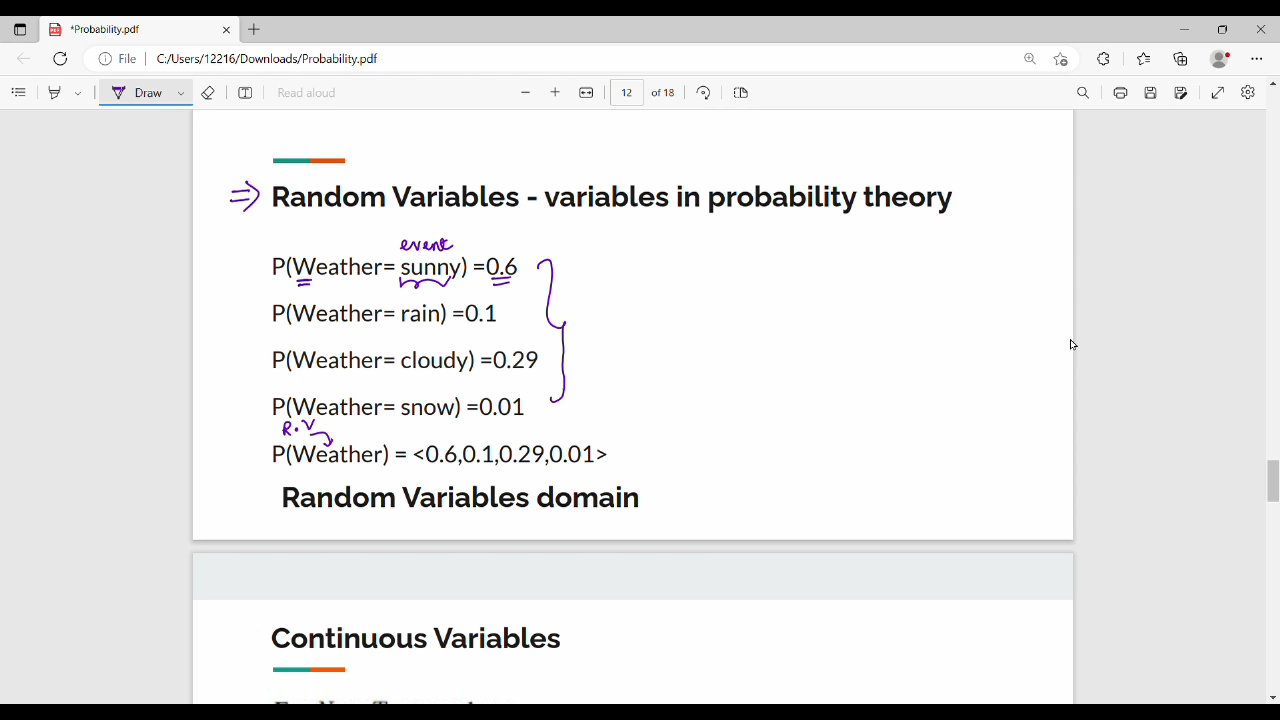 *Probability.pdf
File
C:/Users/12216/Downloads/Probability.pdf
Draw
Read aloud
12 of 18
Random Variables - variables in probability theory
event
P(Weather= sunny) =0.6
P(Weather= rain) =0.1
P(Weather= cloudy) =0.29
P(Weather= snow) =0.01
R.V
P(Weather) = <0.6,0.1,0.29,0.01>
Random Variables domain
Continuous Variables